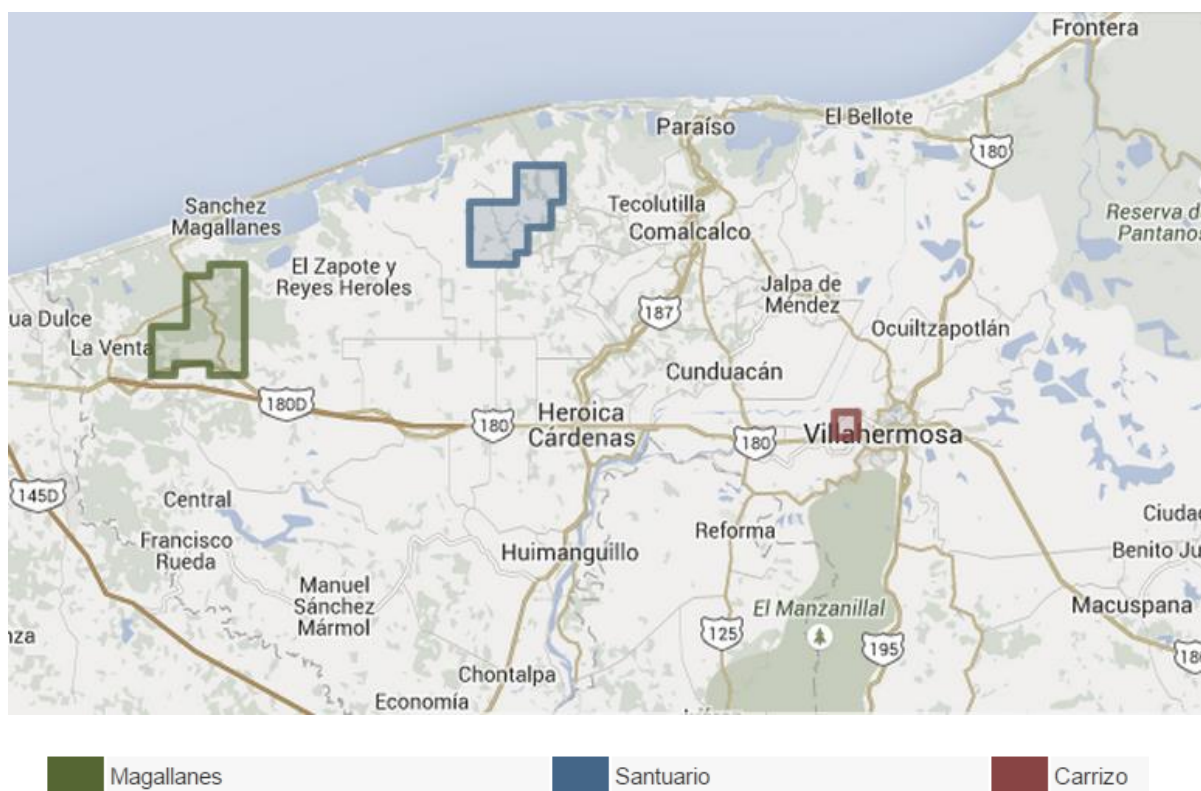 Frontera
El Bellote
Paraíso
180
Sanchez
Magallanes
Tecolutilla
Comalcalco
Reserva d
Pantanos
El Zapote y
Reyes Heroles
Jalpa de
Méndez
ua Dulce
187
Ocuiltzapotlán
La Venta
Cunduacán
180D
Heroica
Cárdenas
180
180
Villahermosa
145D
Central
Ciudad
Reforma
Francisco
Rueda
Huimanguillo
Benito Ju
Manuel
Sánchez
Mármol
El Manzanillal
Macuspana
nza
125
195
180
Chontalpa
Economía
Magallanes
Santuario
Carrizo